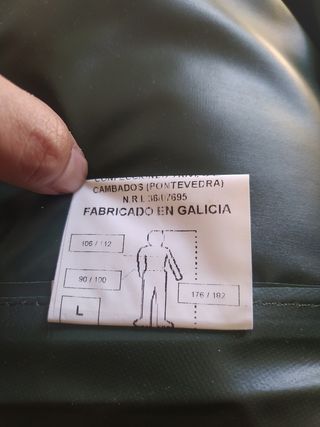 CAMBADOS (PONTEVEDRA)
FABRICADO EN GALICIA
106 / 112
90 / 100
176 / 182
L